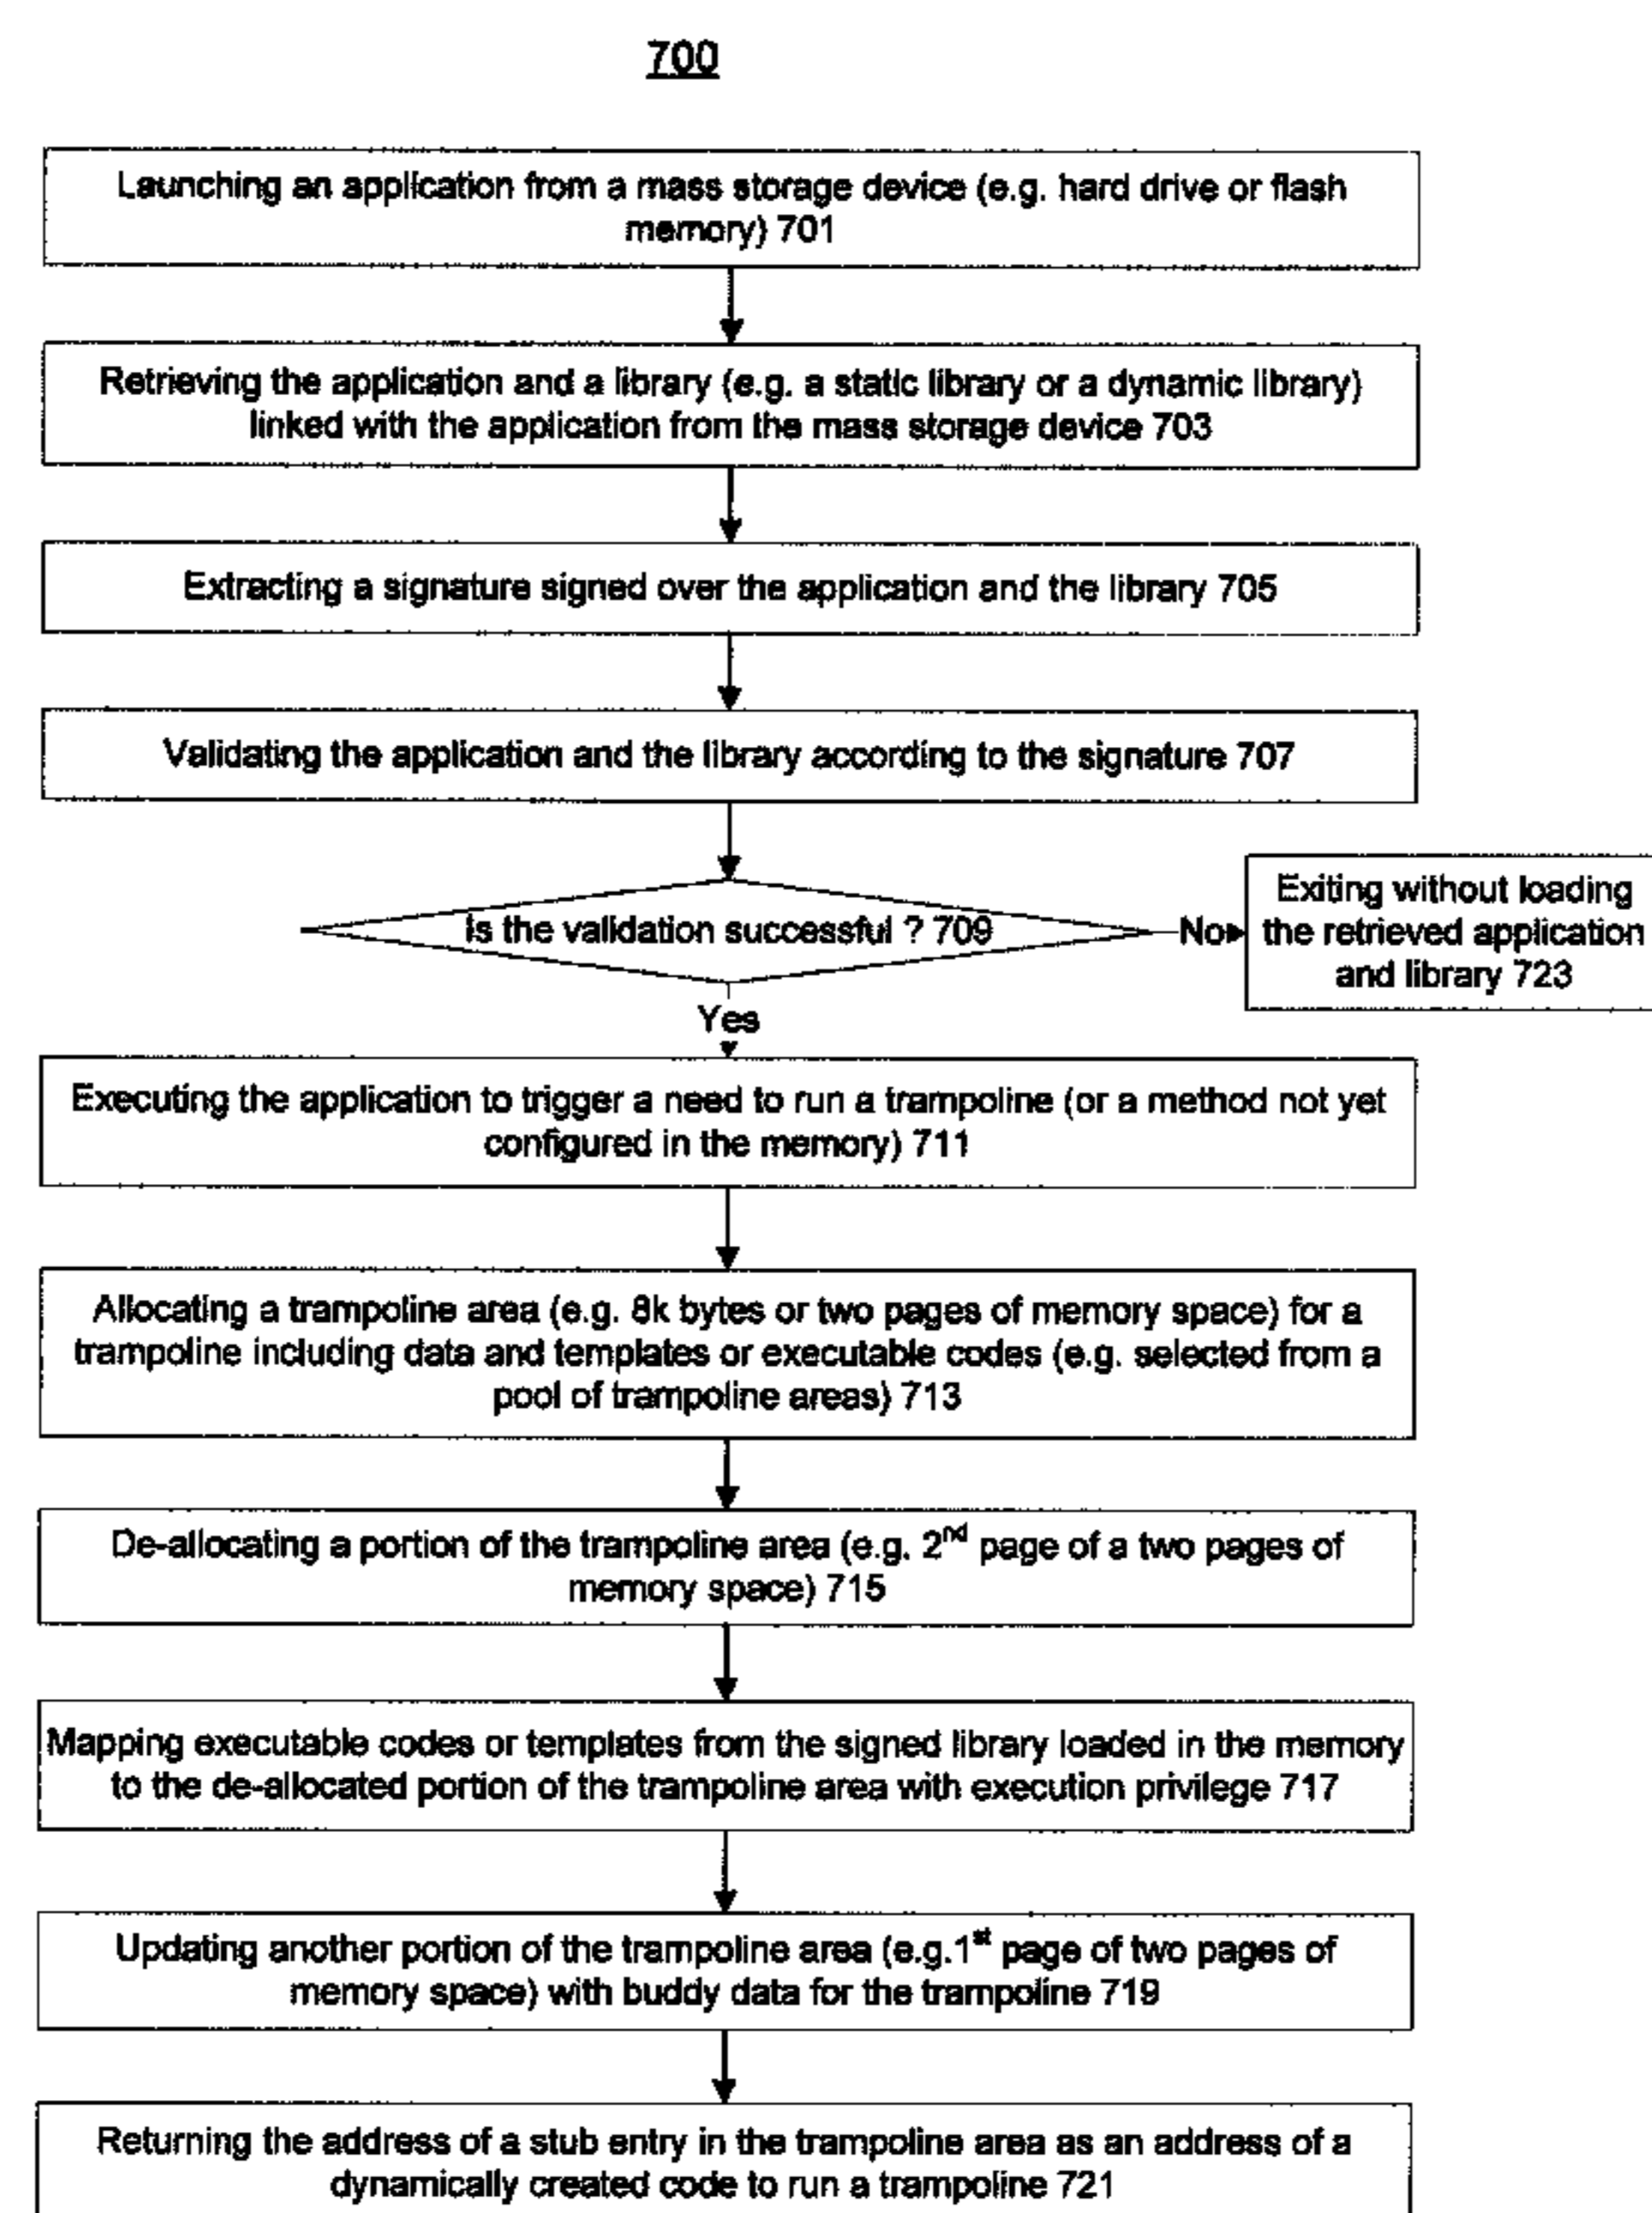 700
Launching an application from a mass storage device (e.g. hard drive or flash
memory) 701
Retrieving the application and a library (e.g. a static library or a dynamic library)
linked with the application from the mass storage device 703
Extracting a signature signed over the application and the library 705
Validating the application and the library according to the signature 707
Is the validation successful ? 709
No
Exiting without loading
the retrieved application
and library 723
Yes
Executing the application to trigger a need to run a trampoline (or a method not yet
configured in the memory) 711
Allocating a trampoline area (e.g. 8k bytes or two pages of memory space) for a
trampoline including data and templates or executable codes (e.g. selected from a
pool of trampoline areas) 713
De-allocating a portion of the trampoline area (e.g. 2nd page of a two pages of
memory space) 715
Mapping executable codes or templates from the signed library loaded in the memory
to the de-allocated portion of the trampoline area with execution privilege 717
Updating another portion of the trampoline area (e.g.1st page of two pages of
memory space) with buddy data for the trampoline 719
Returning the address of a stub entry in the trampoline area as an address of a
dynamically created code to run a trampoline 721